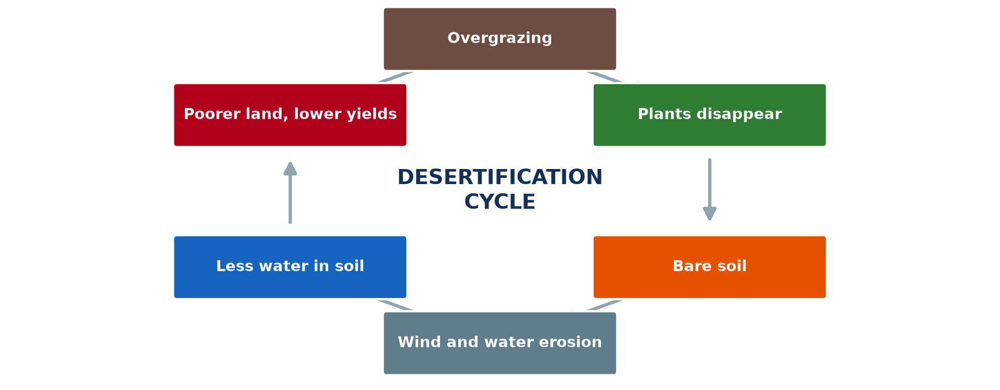 Overgrazing
Poorer land, lower yields
Plants disappear
DESERTIFICATION
CYCLE
Less water in soil
Bare soil
Wind and water erosion